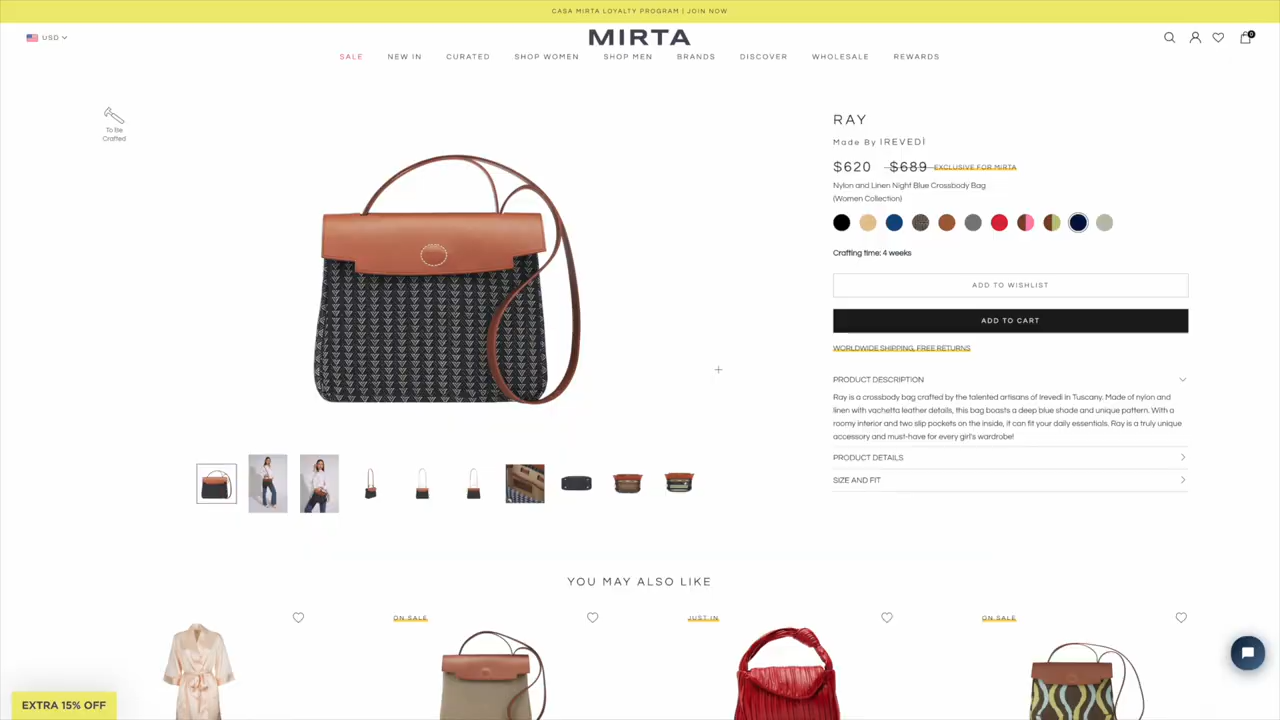 CASA MIRTA LOYALTY PROGRAM | JOIN NOW
USD
MIRTA
0
SALE NEW IN CURATED SHOP WOMEN SHOP MEN BRANDS DISCOVER WHOLESALE REWARDS
To Be
Crafted
RAY
Made By IREVEDÌ
$620 $689 EXCLUSIVE FOR MIRTA
Nylon and Linen Night Blue Crossbody Bag
(Women Collection)
Crafting time: 4 weeks
ADD TO WISHLIST
ADD TO CART
WORLDWIDE SHIPPING, FREE RETURNS
PRODUCT DESCRIPTION
Ray is a crossbody bag crafted by the talented artisans of Irevedì in Tuscany. Made of nylon and
linen with vachetta leather details, this bag boasts a deep blue shade and unique pattern. With a
roomy interior and two slip pockets on the inside, it can fit your daily essentials. Ray is a truly unique
accessory and must-have for every girl's wardrobe!
PRODUCT DETAILS
SIZE AND FIT
YOU MAY ALSO LIKE
ON SALE
JUST IN
ON SALE
EXTRA 15% OFF